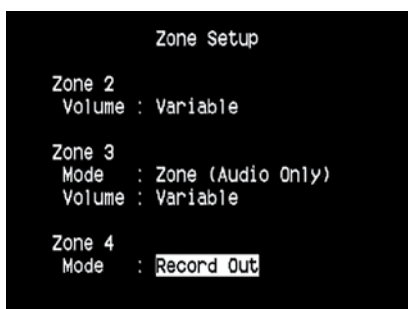 Zone Setup
Zone 2
Volume : Variable
Zone 3
Mode : Zone (Audio Only)
Volume : Variable
Zone 4
Mode : Record Out